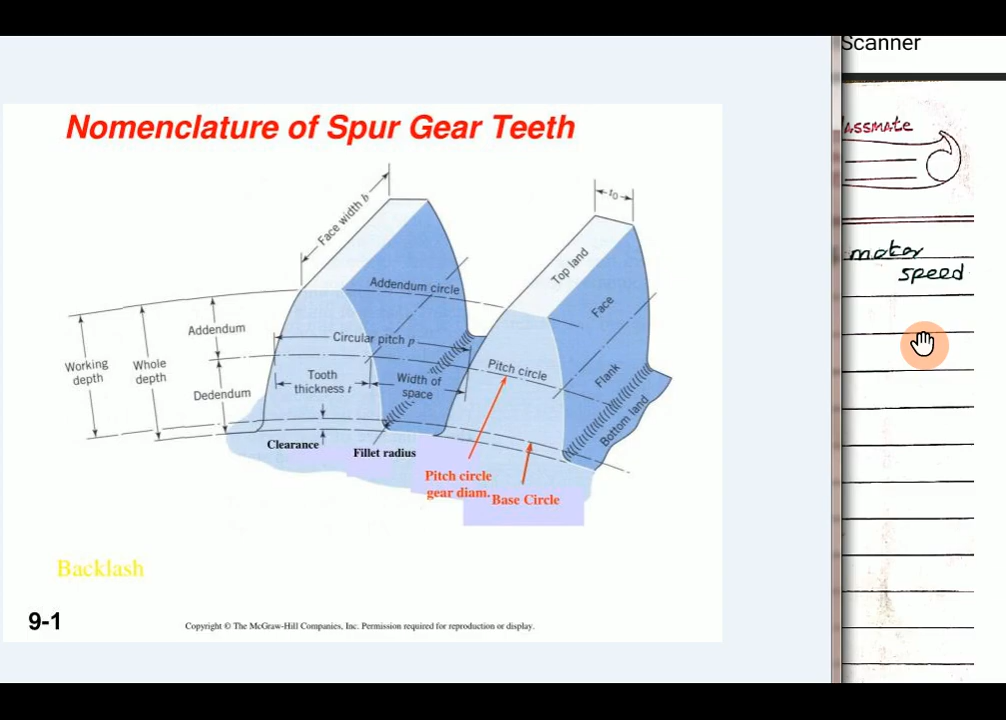 Scanner
Nomenclature of Spur Gear Teeth
Face width b
t0
Top land
Addendum circle
Face
Addendum
Circular pitch p
Working
depth
Whole
depth
Pitch circle
Tooth
thickness t
Width of
space
Flank
Dedendum
Bottom land
Clearance
Fillet radius
Pitch circle
gear diam.
Base Circle
Backlash
9-1
Copyright © The McGraw-Hill Companies, Inc. Permission required for reproduction or display.
assmate
motor
speed